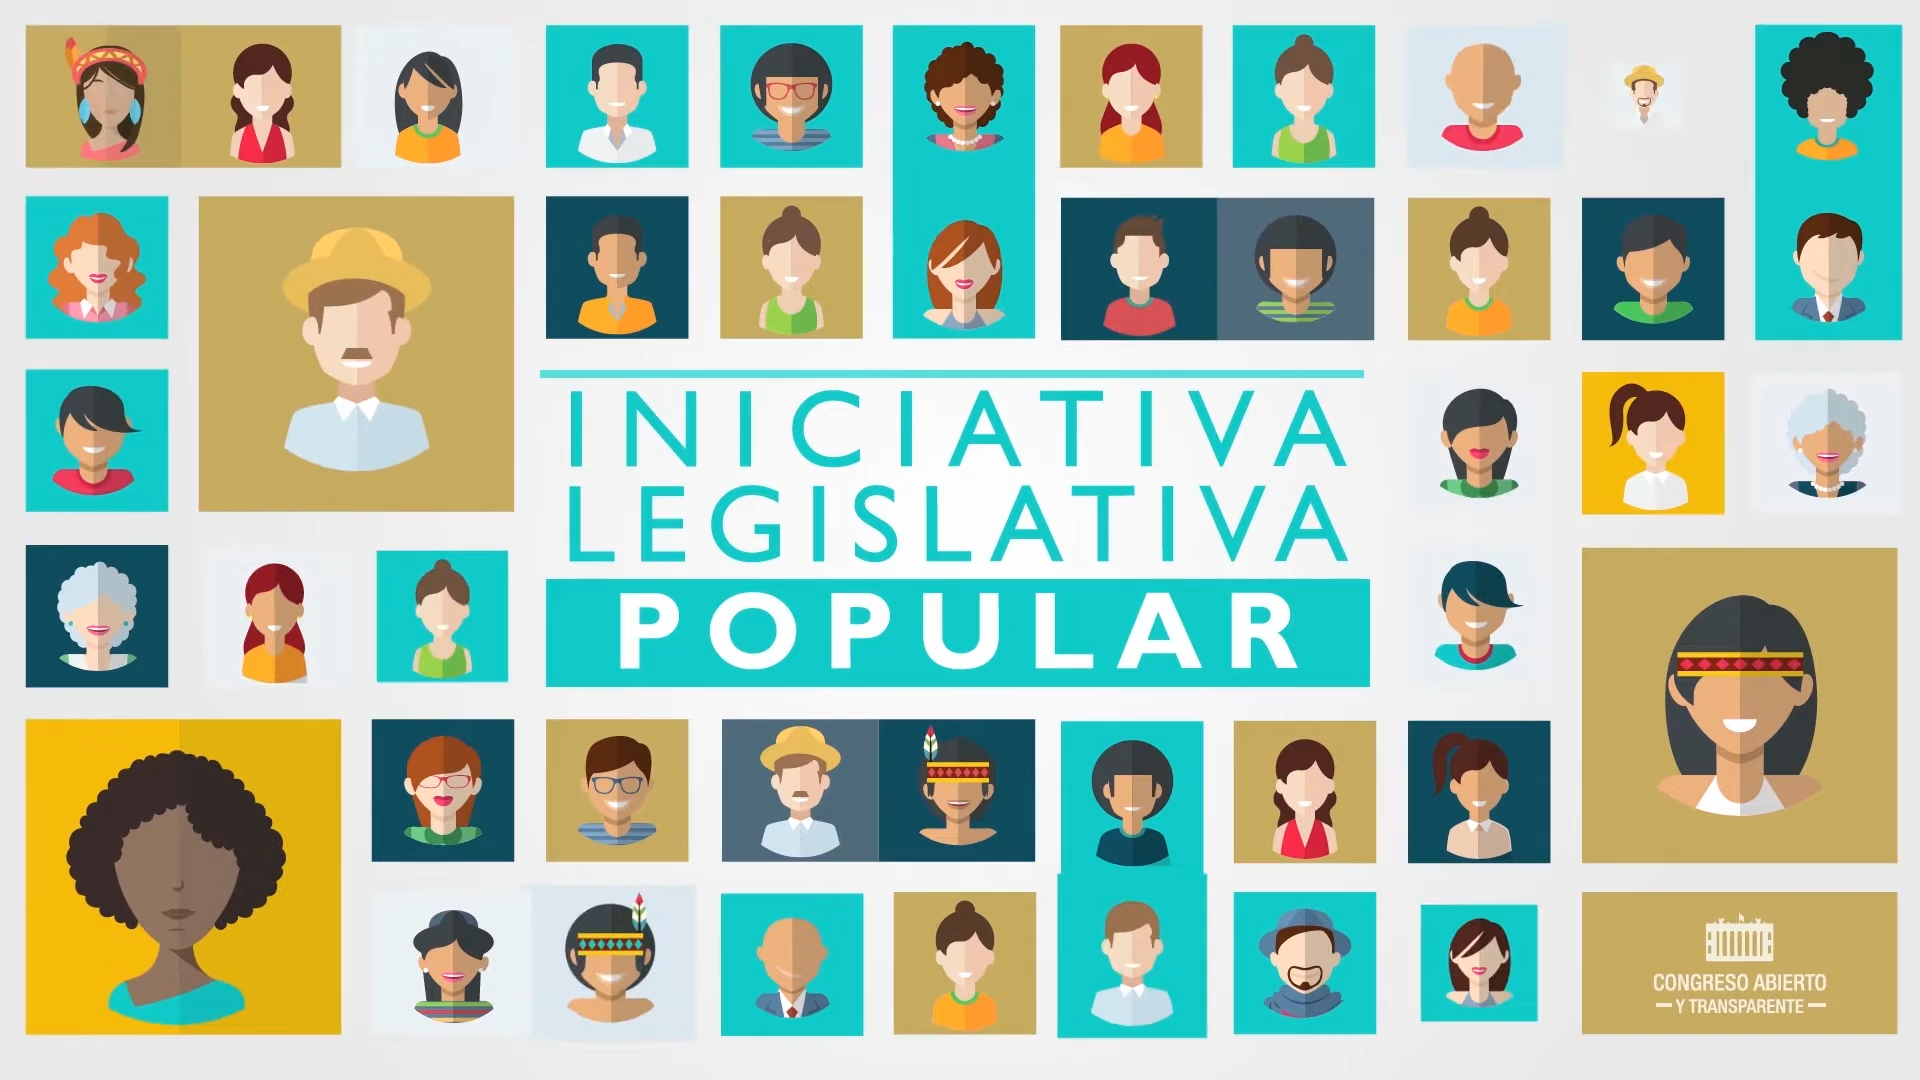 INICIATIVA
LEGISLATIVA
POPULAR
CONGRESO ABIERTO
Y TRANSPARENTE